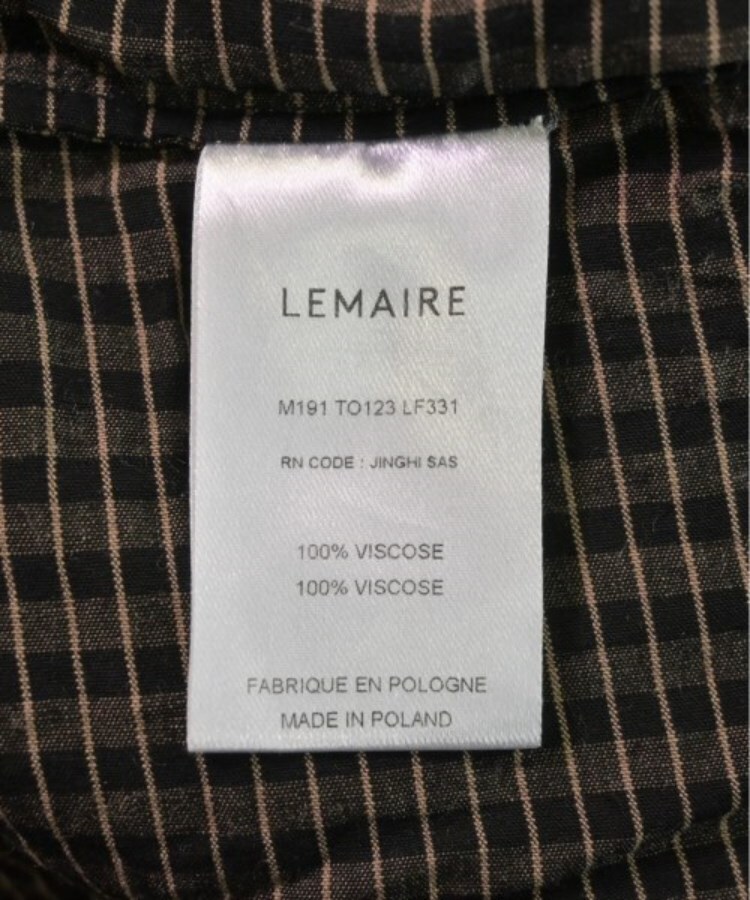 LEMAIRE
M191 TO123 LF331
RN CODE : JINGHI SAS
100% VISCOSE
100% VISCOSE
FABRIQUE EN POLOGNE
MADE IN POLAND